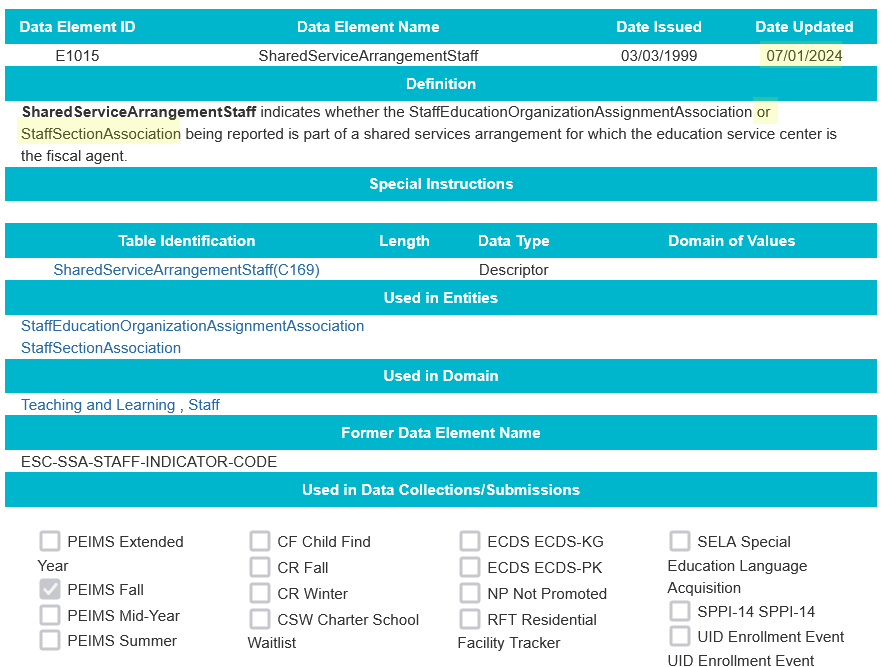 Data Element ID Data Element Name Date Issued Date Updated
E1015 SharedServiceArrangementStaff 03/03/1999 07/01/2024
Definition
SharedServiceArrangementStaff indicates whether the StaffEducationOrganizationAssignmentAssociation or
StaffSectionAssociation being reported is part of a shared services arrangement for which the education service center is
the fiscal agent.
Special Instructions
Table Identification Length Data Type Domain of Values
SharedServiceArrangementStaff(C169) Descriptor
Used in Entities
StaffEducationOrganizationAssignmentAssociation
StaffSectionAssociation
Used in Domain
Teaching and Learning , Staff
Former Data Element Name
ESC-SSA-STAFF-INDICATOR-CODE
Used in Data Collections/Submissions
PEIMS Extended
Year
PEIMS Fall
PEIMS Mid-Year
PEIMS Summer
CF Child Find
CR Fall
CR Winter
CSW Charter School
Waitlist
ECDS ECDS-KG
ECDS ECDS-PK
NP Not Promoted
RFT Residential
Facility Tracker
SELA Special
Education Language
Acquisition
SPPI-14 SPPI-14
UID Enrollment Event
UID Enrollment Event